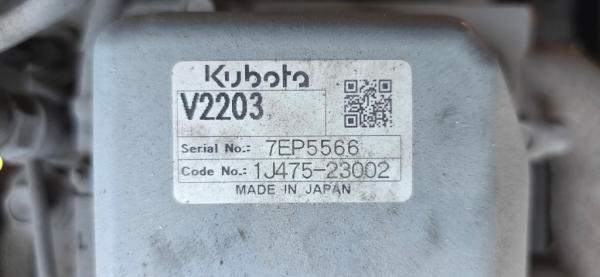 Kubota
V2203
Serial No.: 7EP5566
Code No.: 1J475-23002
MADE IN JAPAN